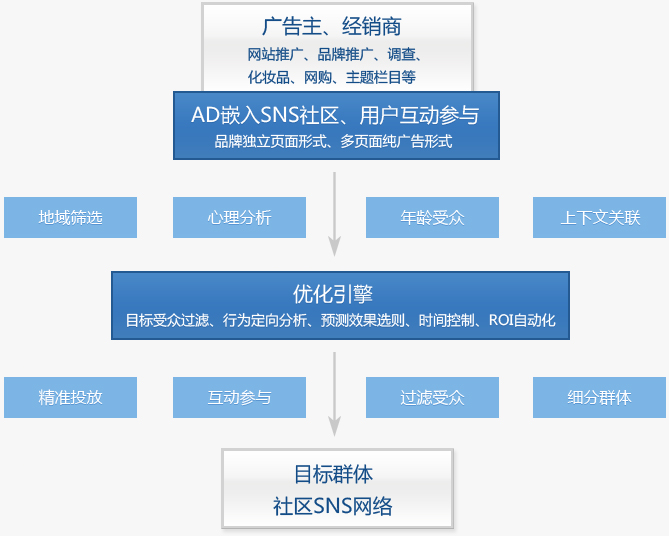 广告主、经销商
网站推广、品牌推广、调查、
化妆品、网购、主题栏目等
AD嵌入SNS社区、用户互动参与
品牌独立页面形式、多页面纯广告形式
地域筛选
心理分析
年龄受众
上下文关联
优化引擎
目标受众过滤、行为定向分析、预测效果选则、时间控制、ROI自动化
精准投放
互动参与
过滤受众
细分群体
目标群体
社区SNS网络